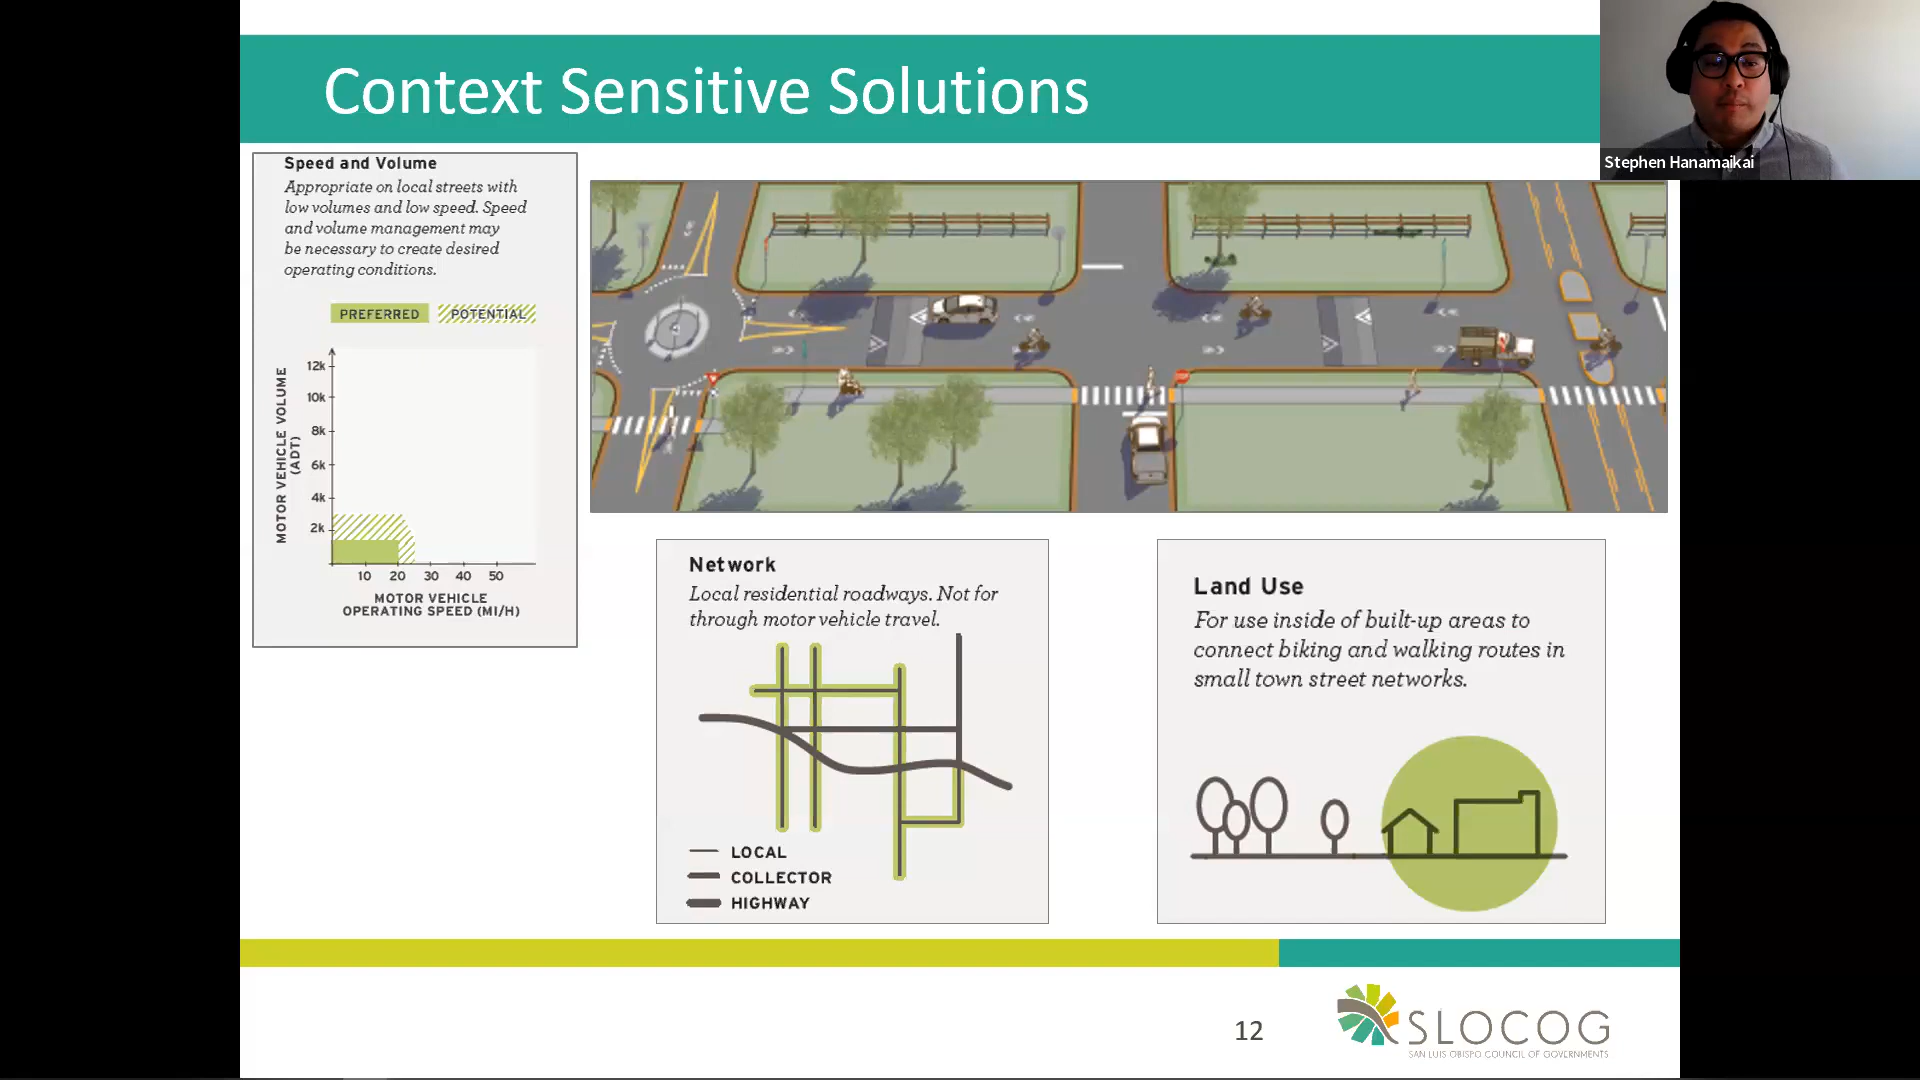 Context Sensitive Solutions
Stephen Hanamaikai
Speed and Volume
Appropriate on local streets with
low volumes and low speed. Speed
and volume management may
be necessary to create desired
operating conditions.
PREFERRED POTENTIAL
MOTOR VEHICLE VOLUME
(ADT)
12k
10k
8k
6k
4k
2k
10 20 30 40 50
MOTOR VEHICLE
OPERATING SPEED (MI/H)
STOP
Network
Local residential roadways. Not for
through motor vehicle travel.
LOCAL
COLLECTOR
HIGHWAY
Land Use
For use inside of built-up areas to
connect biking and walking routes in
small town street networks.
12
SLOCOG
SAN LUIS OBISPO COUNCIL OF GOVERNMENTS